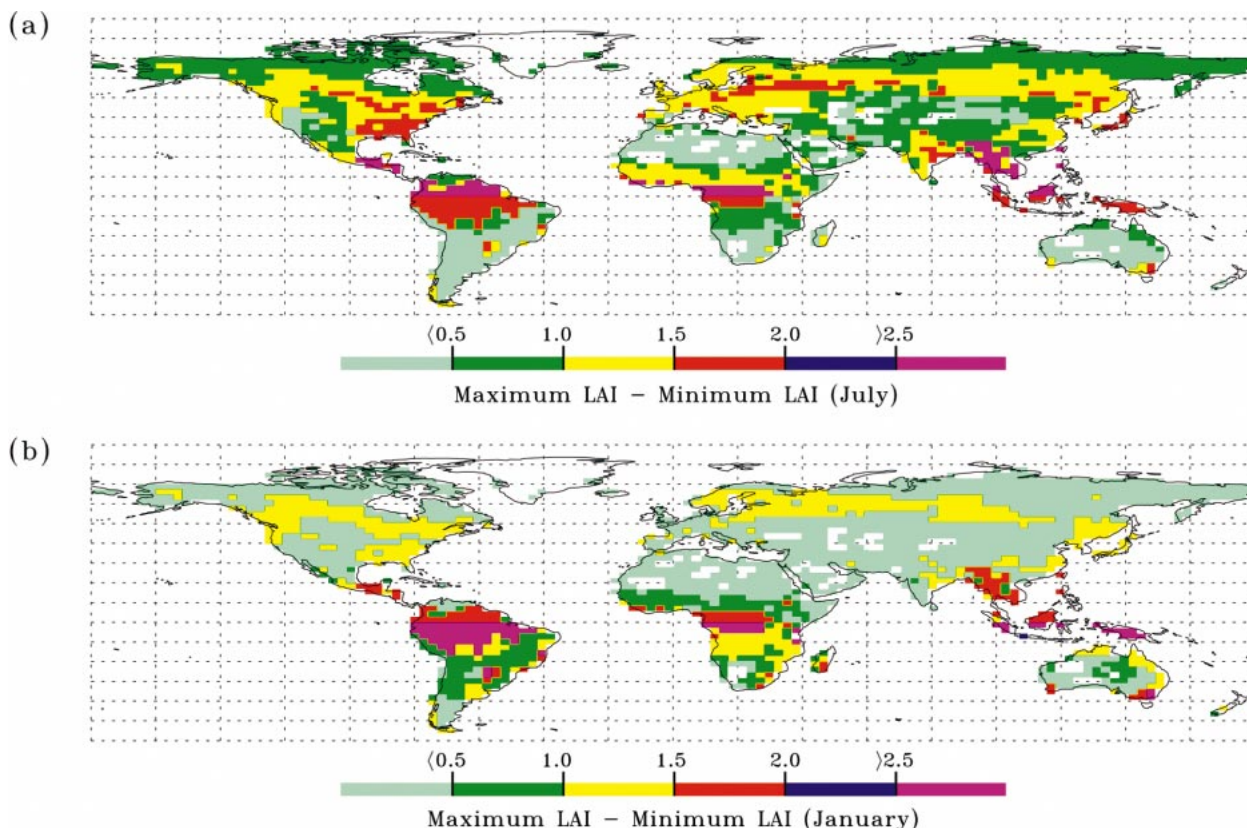 (a)
⟨0.5 1.0 1.5 2.0 ⟩2.5
Maximum LAI – Minimum LAI (July)
(b)
⟨0.5 1.0 1.5 2.0 ⟩2.5
Maximum LAI – Minimum LAI (January)